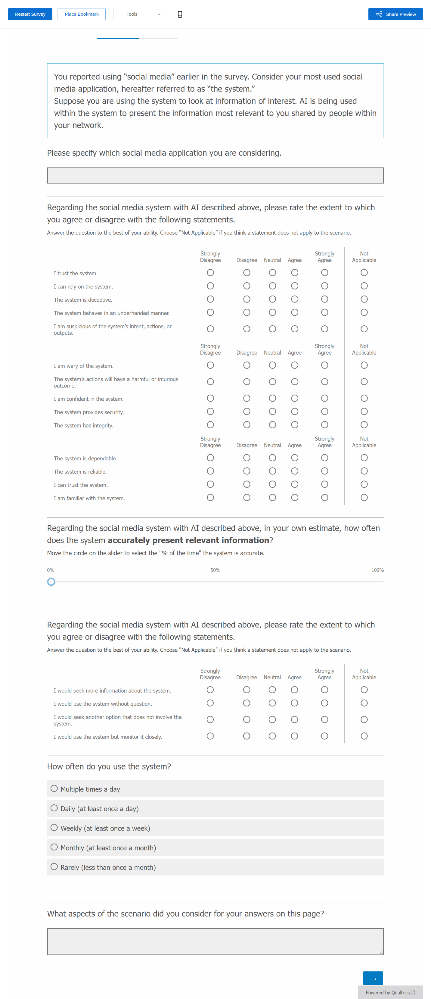 Restart Survey Place Bookmark Tools Share Preview
You reported using “social media” earlier in the survey. Consider your most used social
media application, hereafter referred to as “the system.”
Suppose you are using the system to look at information of interest. AI is being used
within the system to present the information most relevant to you shared by people within
your network.
Please specify which social media application you are considering.
Regarding the social media system with AI described above, please rate the extent to which
you agree or disagree with the following statements.
Answer the question to the best of your ability. Choose “Not Applicable” if you think a statement does not apply to the scenario.
Strongly Strongly Not
Disagree Disagree Neutral Agree Agree Applicable
I trust the system.
I can rely on the system.
The system is deceptive.
The system behaves in an underhanded manner.
I am suspicious of the system’s intent, actions, or
outputs.
Strongly Strongly Not
Disagree Disagree Neutral Agree Agree Applicable
I am wary of the system.
The system’s actions will have a harmful or injurious
outcome.
I am confident in the system.
The system provides security.
The system has integrity.
Strongly Strongly Not
Disagree Disagree Neutral Agree Agree Applicable
The system is dependable.
The system is reliable.
I can trust the system.
I am familiar with the system.
Regarding the social media system with AI described above, in your own estimate, how often
does the system accurately present relevant information?
Move the circle on the slider to select the "% of the time" the system is accurate.
0% 50% 100%
Regarding the social media system with AI described above, please rate the extent to which
you agree or disagree with the following statements.
Answer the question to the best of your ability. Choose “Not Applicable” if you think a statement does not apply to the scenario.
Strongly Strongly Not
Disagree Disagree Neutral Agree Agree Applicable
I would seek more information about the system.
I would use the system without question.
I would seek another option that does not involve the
system.
I would use the system but monitor it closely.
How often do you use the system?
Multiple times a day
Daily (at least once a day)
Weekly (at least once a week)
Monthly (at least once a month)
Rarely (less than once a month)
What aspects of the scenario did you consider for your answers on this page?
→
Powered by Qualtrics